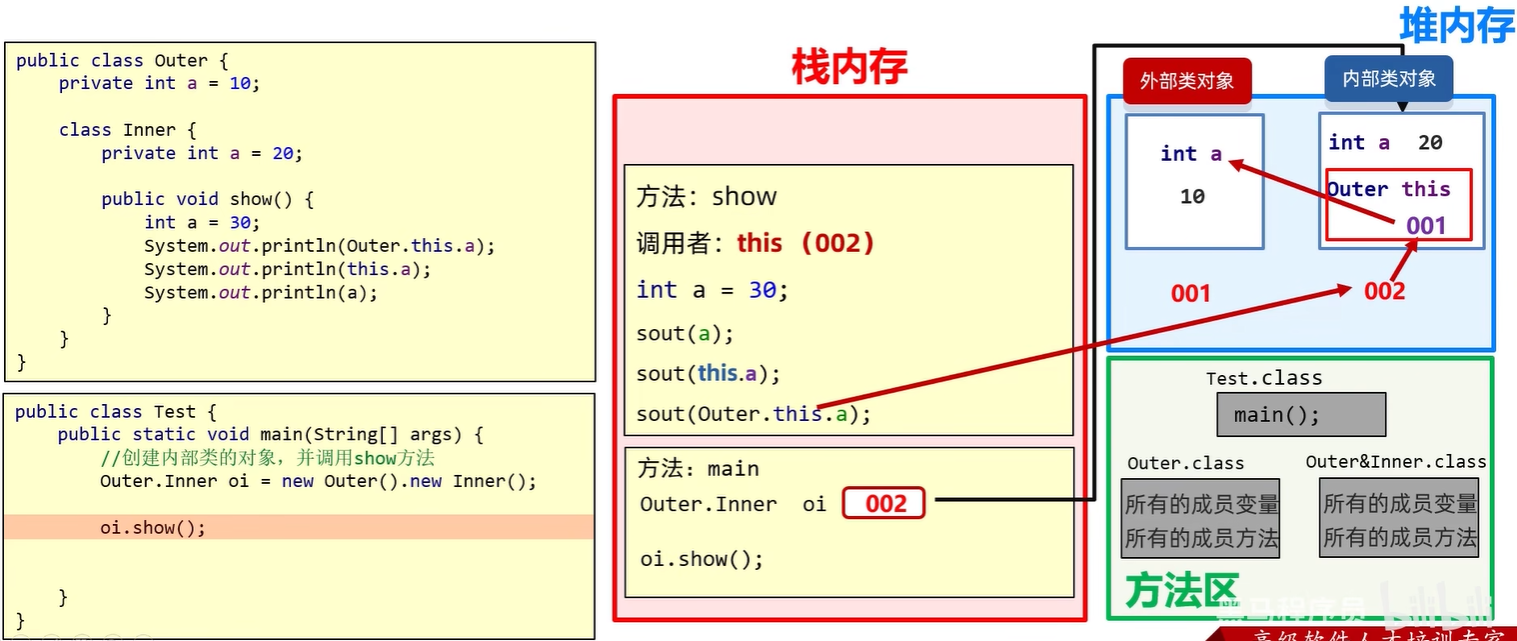 public class Outer {
private int a = 10;
class Inner {
private int a = 20;
public void show() {
int a = 30;
System.out.println(Outer.this.a);
System.out.println(this.a);
System.out.println(a);
}
}
}
public class Test {
public static void main(String[] args) {
//创建内部类的对象，并调用show方法
Outer.Inner oi = new Outer().new Inner();
oi.show();
}
}
栈内存
方法：show
调用者：this（002）
int a = 30;
sout(a);
sout(this.a);
sout(Outer.this.a);
方法：main
Outer.Inner oi 002
oi.show();
堆内存
外部类对象
int a
10
001
内部类对象
int a 20
Outer this
001
002
Test.class
main();
Outer.class
所有的成员变量
所有的成员方法
Outer&Inner.class
所有的成员变量
所有的成员方法
方法区
黑马程序员 bilibili
高级软件人才培训专家